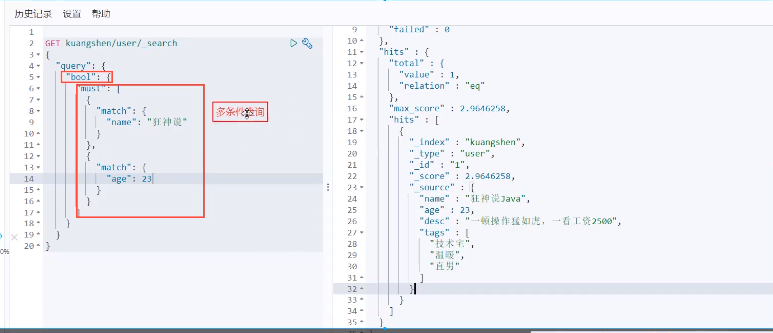 历史记录 设置 帮助
1
2 GET kuangshen/user/_search
3 {
4 "query": {
5 "bool": {
6 "must": [
7 {
8 "match": {
9 "name": "狂神说"
10 }
11 },
12 {
13 "match": {
14 "age": 23
15 }
16 }
17 ]
18 }
19 }
20 }
多条件查询
0%
9 "failed" : 0
10 },
11 "hits" : {
12 "total" : {
13 "value" : 1,
14 "relation" : "eq"
15 },
16 "max_score" : 2.9646258,
17 "hits" : [
18 {
19 "_index" : "kuangshen",
20 "_type" : "user",
21 "_id" : "1",
22 "_score" : 2.9646258,
23 "_source" : {
24 "name" : "狂神说Java",
25 "age" : 23,
26 "desc" : "一顿操作猛如虎，一看工资2500",
27 "tags" : [
28 "技术宅",
29 "温暖",
30 "直男"
31 ]
32 }
33 }
34 ]
35 }